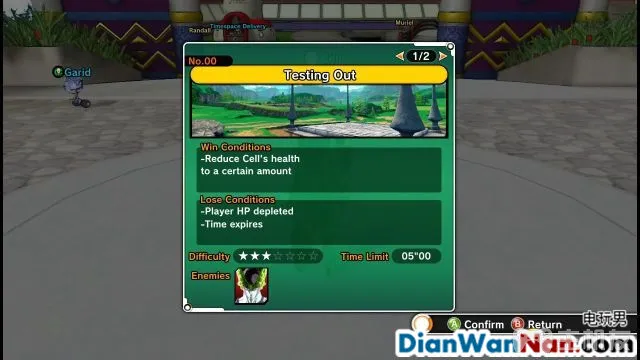 Timespace Delivery
Randall
Muriel
Garid
No.00
1/2
Testing Out
Win Conditions
-Reduce Cell's health
to a certain amount
Lose Conditions
-Player HP depleted
-Time expires
Difficulty ★★★☆☆☆☆ Time Limit 05"00
Enemies
A Confirm B Return
电玩男
DianWanNan.com